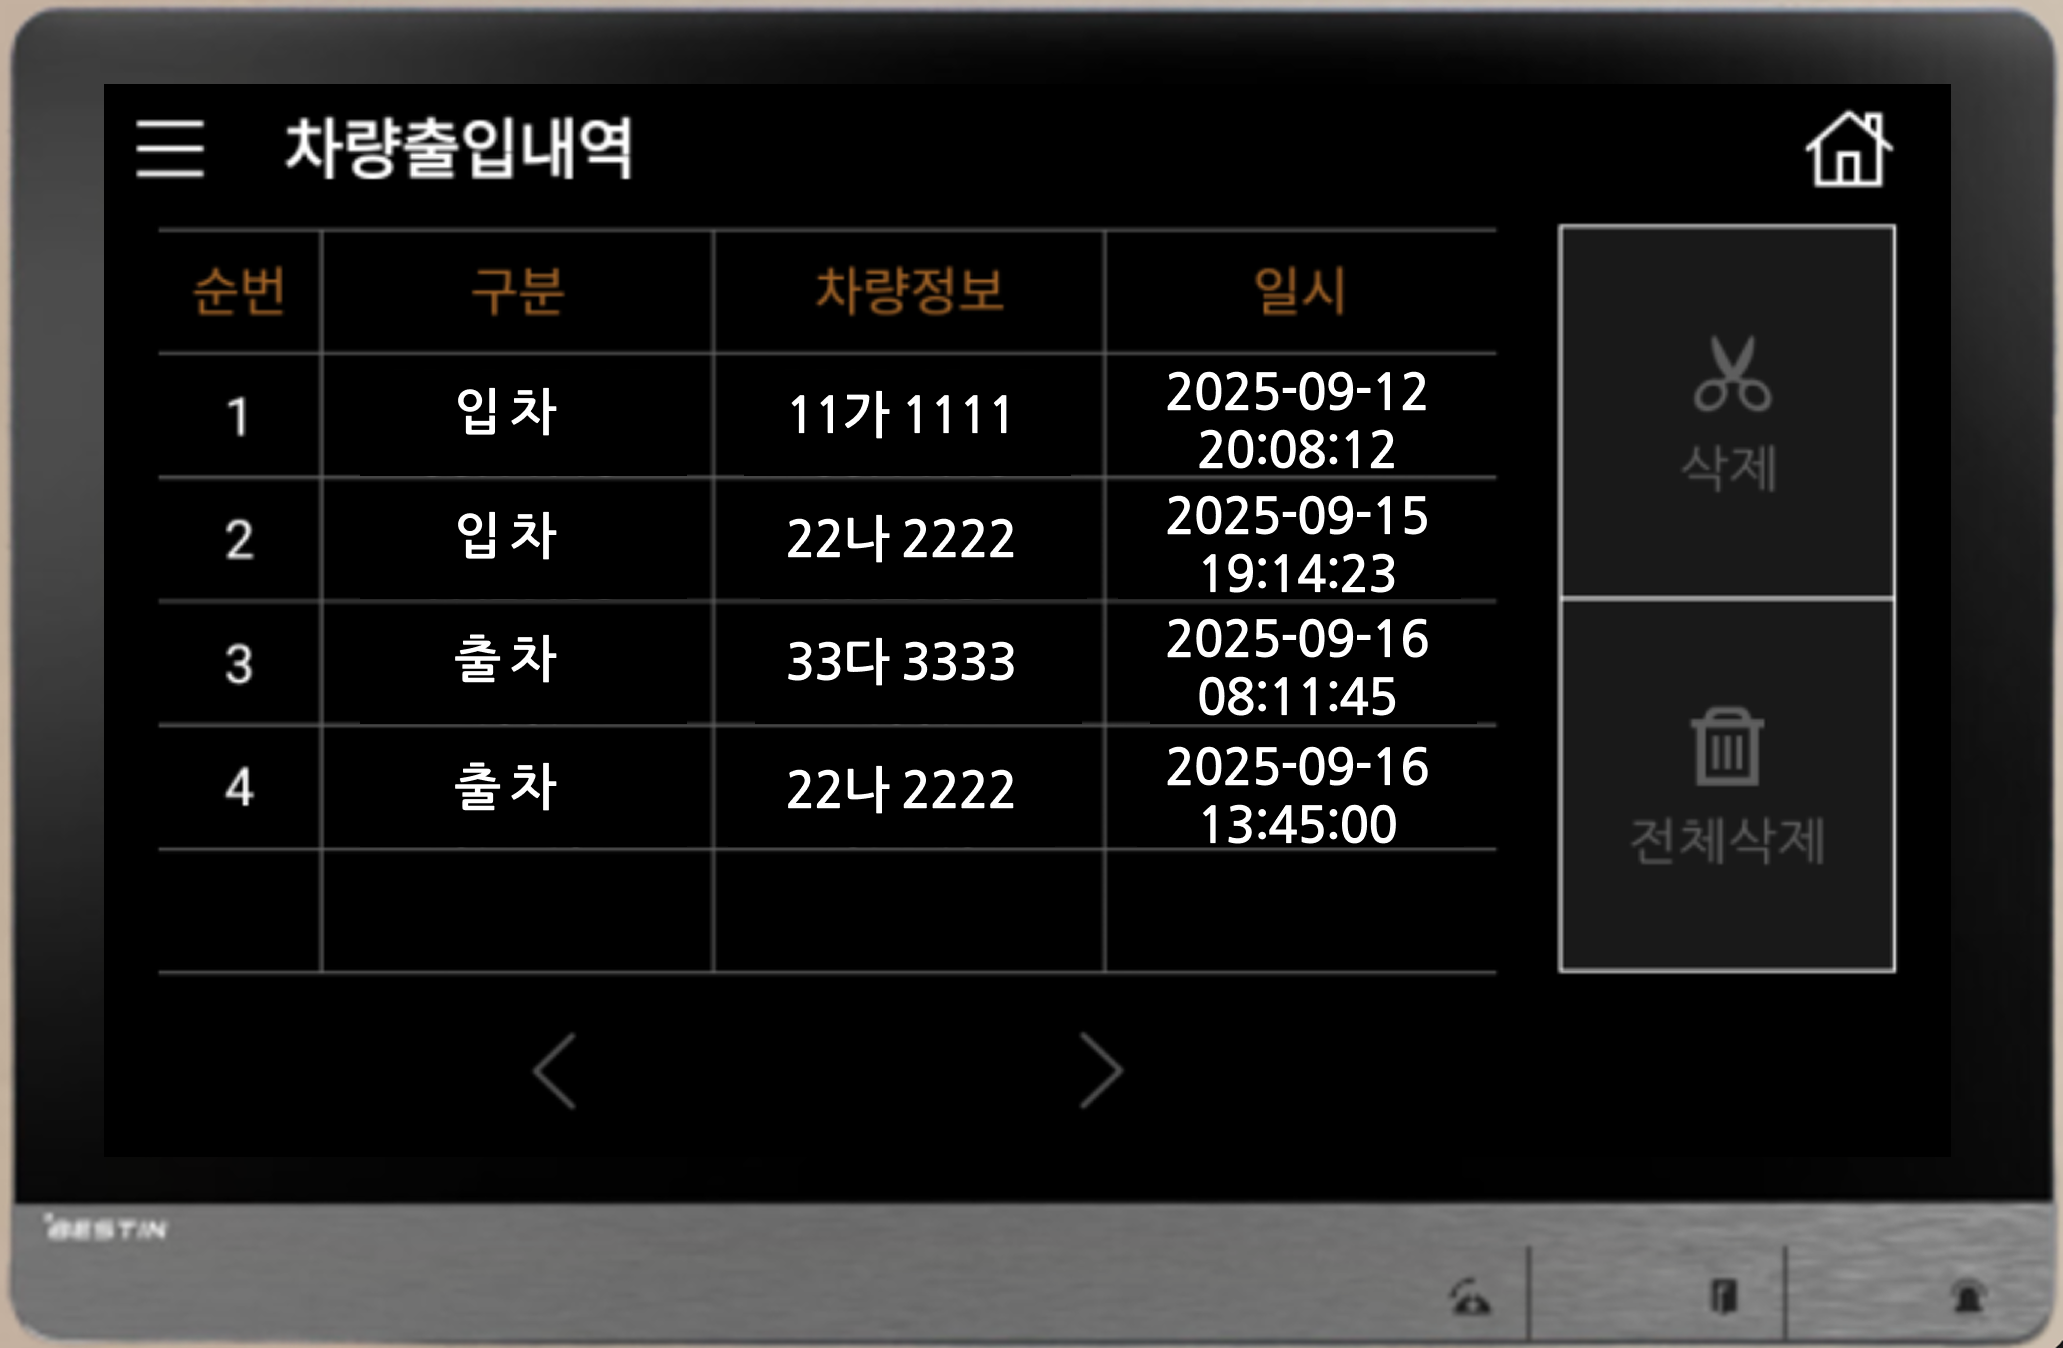 차량출입내역
순번 구분 차량정보 일시
1 입차 11가 1111 2025-09-12
20:08:12
2 입차 22나 2222 2025-09-15
19:14:23
3 출차 33다 3333 2025-09-16
08:11:45
4 출차 22나 2222 2025-09-16
13:45:00
삭제
전체삭제
BESTIN